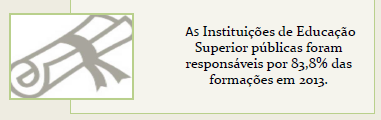 As Instituições de Educação
Superior públicas foram
responsáveis por 83,8% das
formações em 2013.